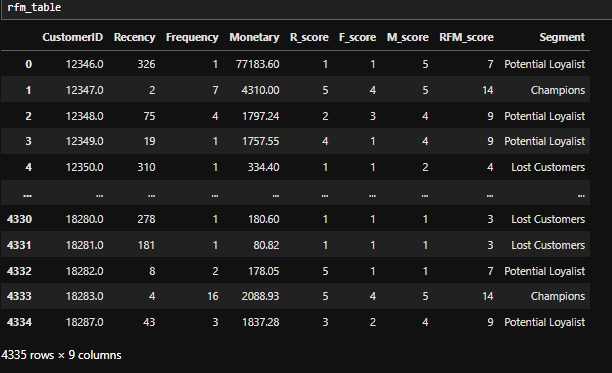 rfm_table
CustomerID Recency Frequency Monetary R_score F_score M_score RFM_score Segment
0 12346.0 326 1 77183.60 1 1 5 7 Potential Loyalist
1 12347.0 2 7 4310.00 5 4 5 14 Champions
2 12348.0 75 4 1797.24 2 3 4 9 Potential Loyalist
3 12349.0 19 1 1757.55 4 1 4 9 Potential Loyalist
4 12350.0 310 1 334.40 1 1 2 4 Lost Customers
... ... ... ... ... ... ... ... ... ...
4330 18280.0 278 1 180.60 1 1 1 3 Lost Customers
4331 18281.0 181 1 80.82 1 1 1 3 Lost Customers
4332 18282.0 8 2 178.05 5 1 1 7 Potential Loyalist
4333 18283.0 4 16 2088.93 5 4 5 14 Champions
4334 18287.0 43 3 1837.28 3 2 4 9 Potential Loyalist
4335 rows × 9 columns